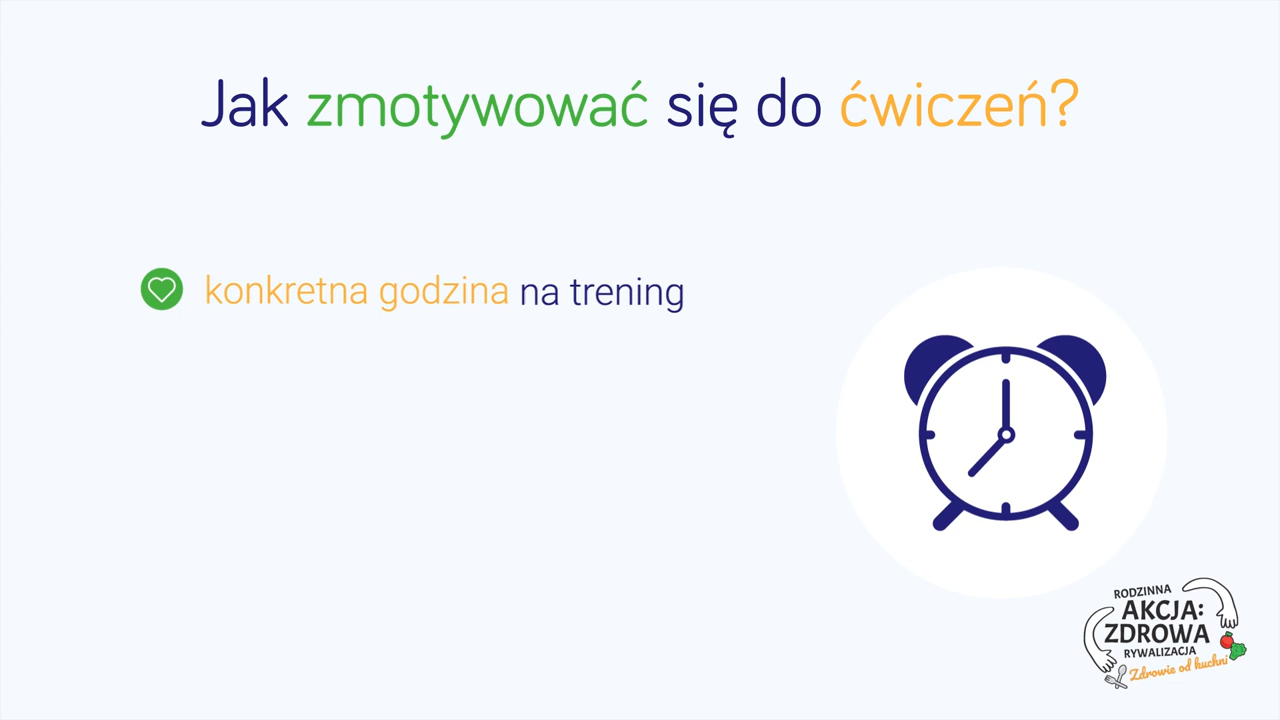 Jak zmotywować się do ćwiczeń?
konkretna godzina na trening
RODZINNA
AKCJA:
ZDROWA
RYWALIZACJA
Zdrowie od kuchni